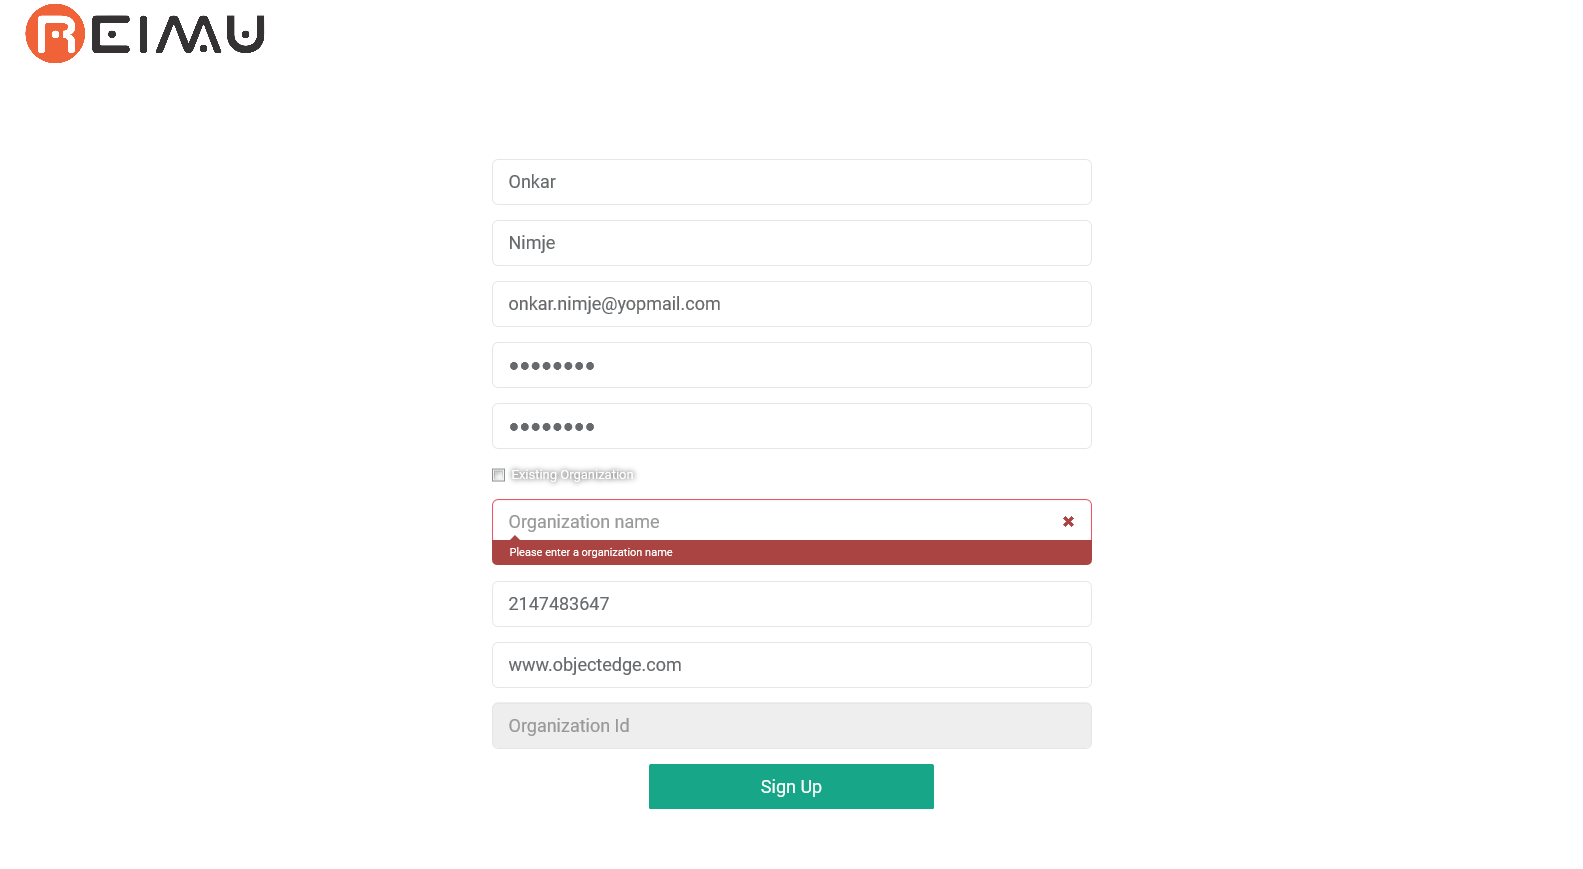 REIMU
Onkar
Nimje
onkar.nimje@yopmail.com
••••••••
••••••••
Existing Organization
Organization name
Please enter a organization name
2147483647
www.objectedge.com
Organization Id
Sign Up